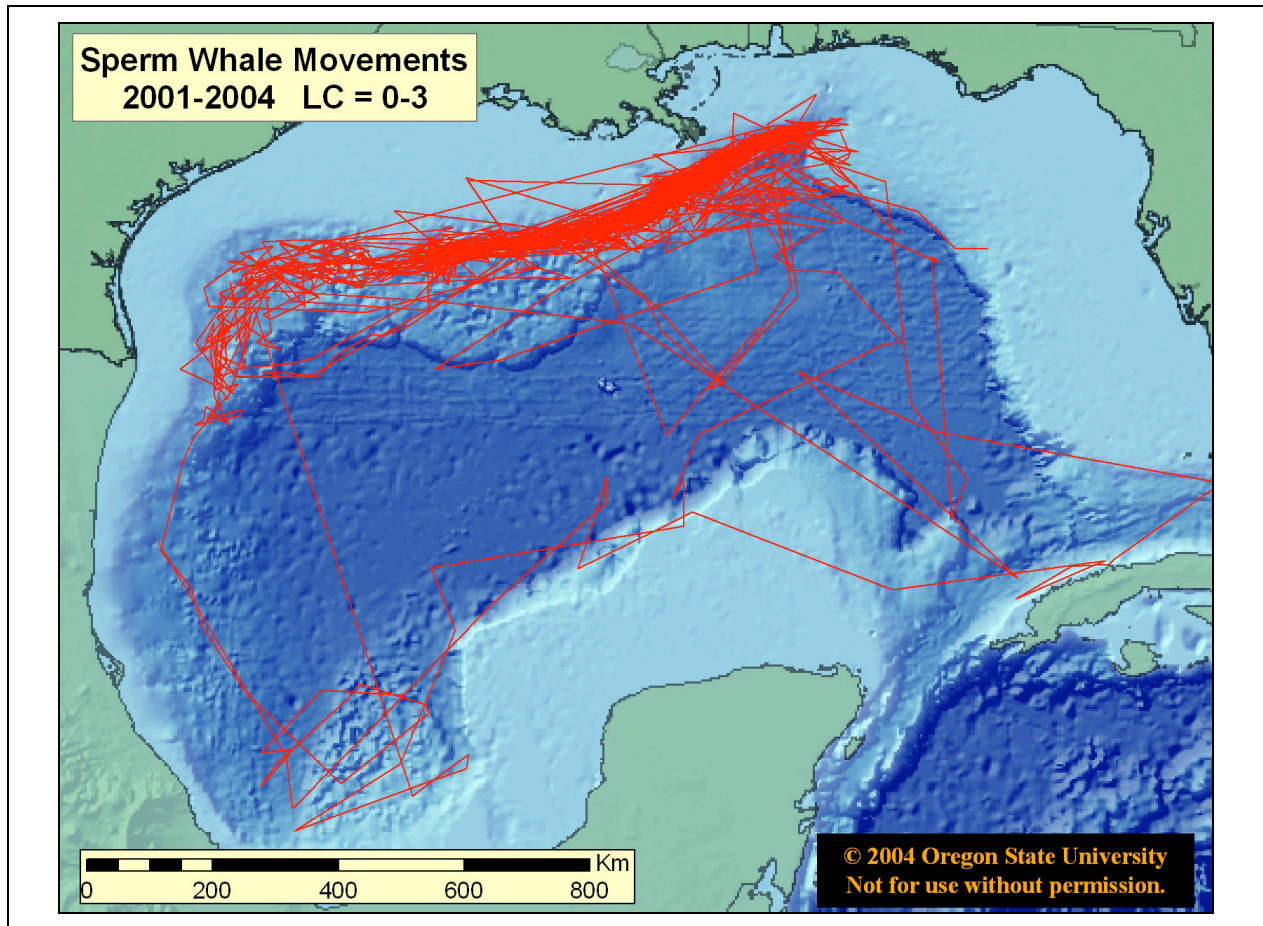 Sperm Whale Movements
2001-2004 LC = 0-3
Km
0 200 400 600 800
© 2004 Oregon State University
Not for use without permission.